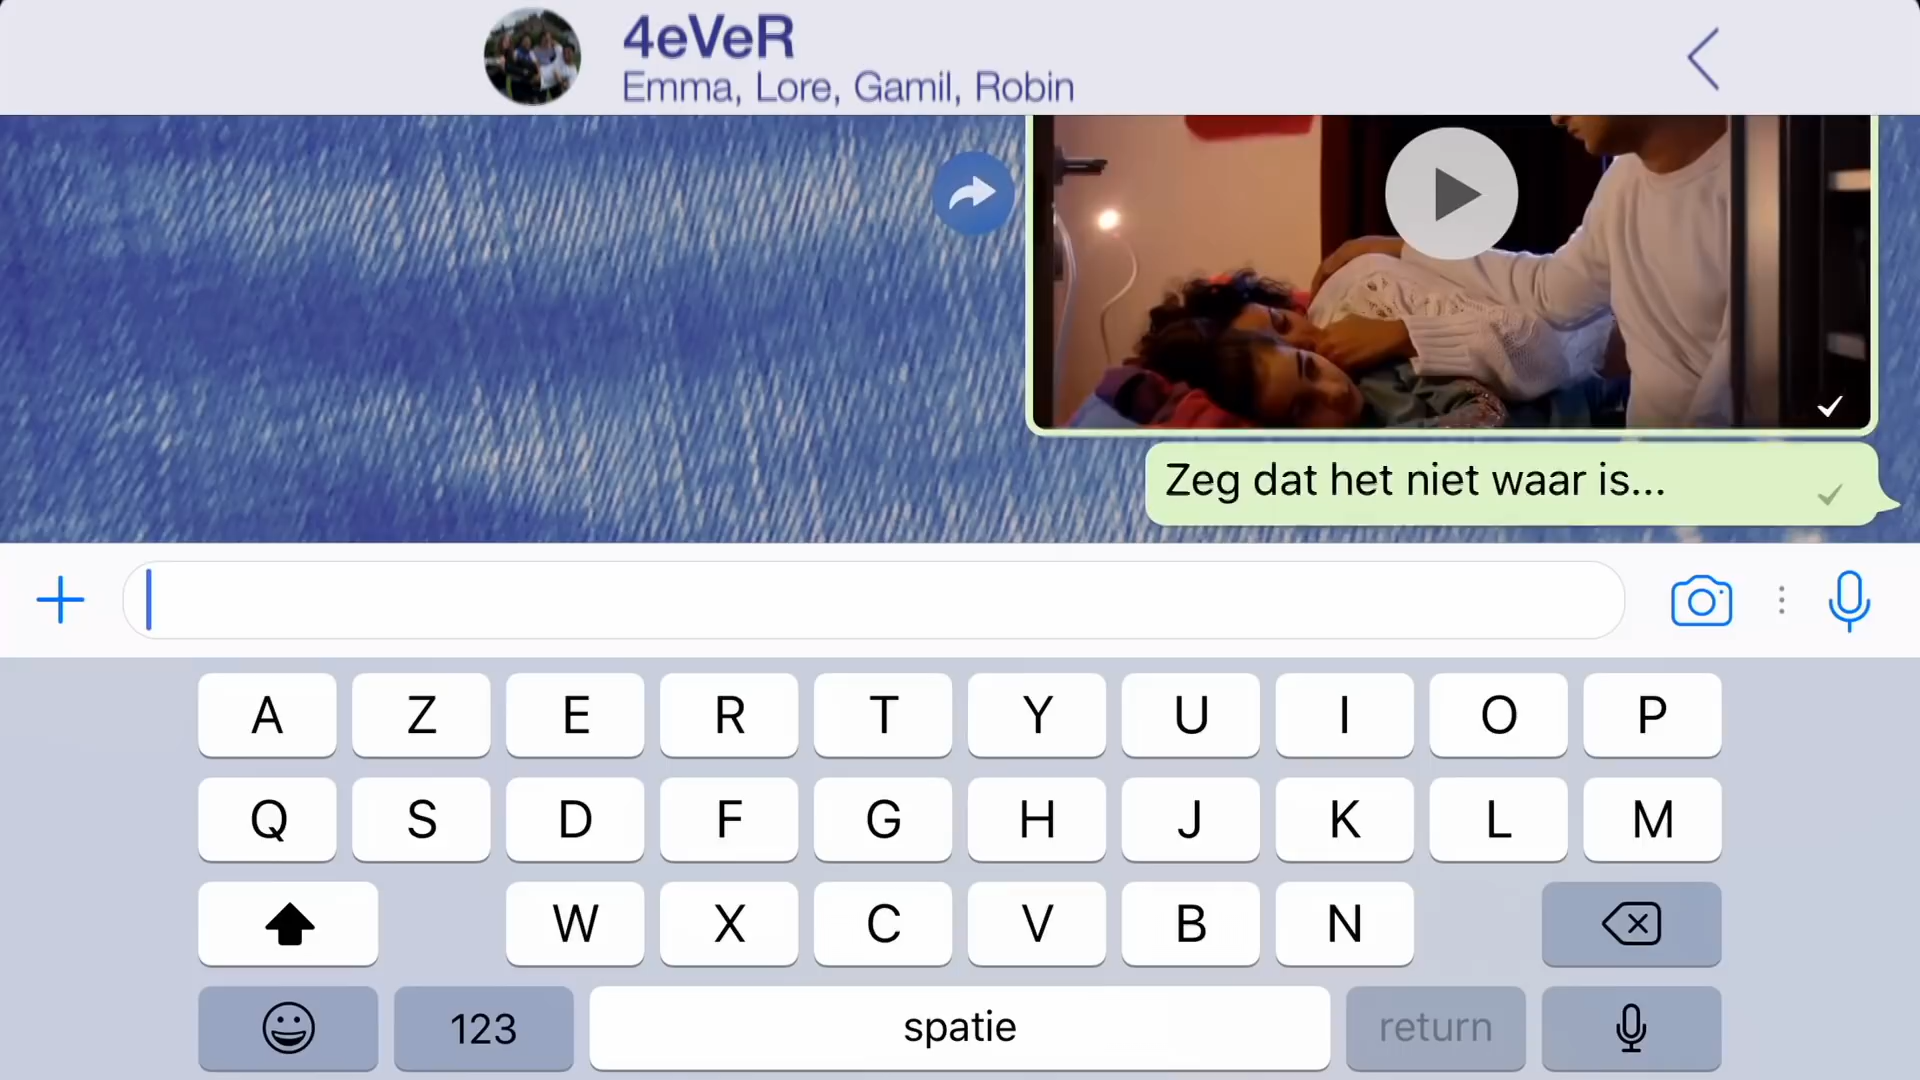 4eVeR
Emma, Lore, Gamil, Robin
Zeg dat het niet waar is...
A Z E R T Y U I O P
Q S D F G H J K L M
W X C V B N
123 spatie return